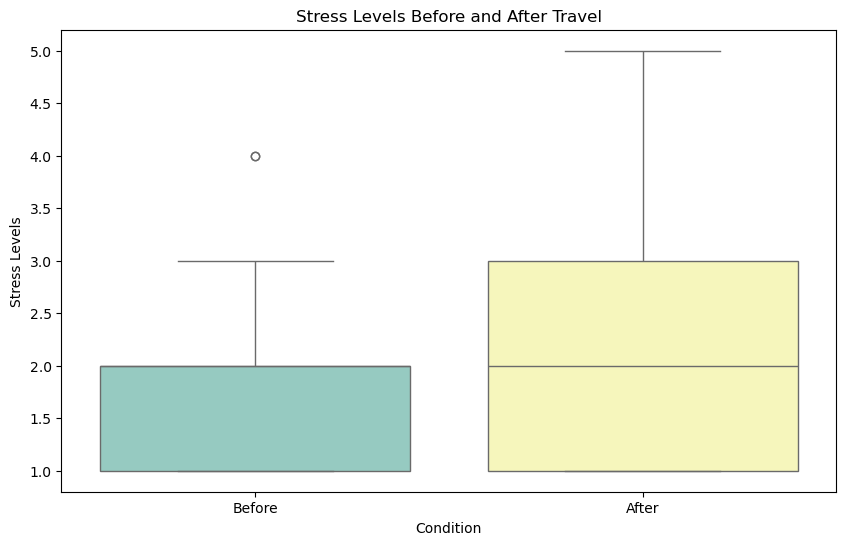 Stress Levels Before and After Travel
Stress Levels
5.0
4.5
4.0
3.5
3.0
2.5
2.0
1.5
1.0
Before
After
Condition